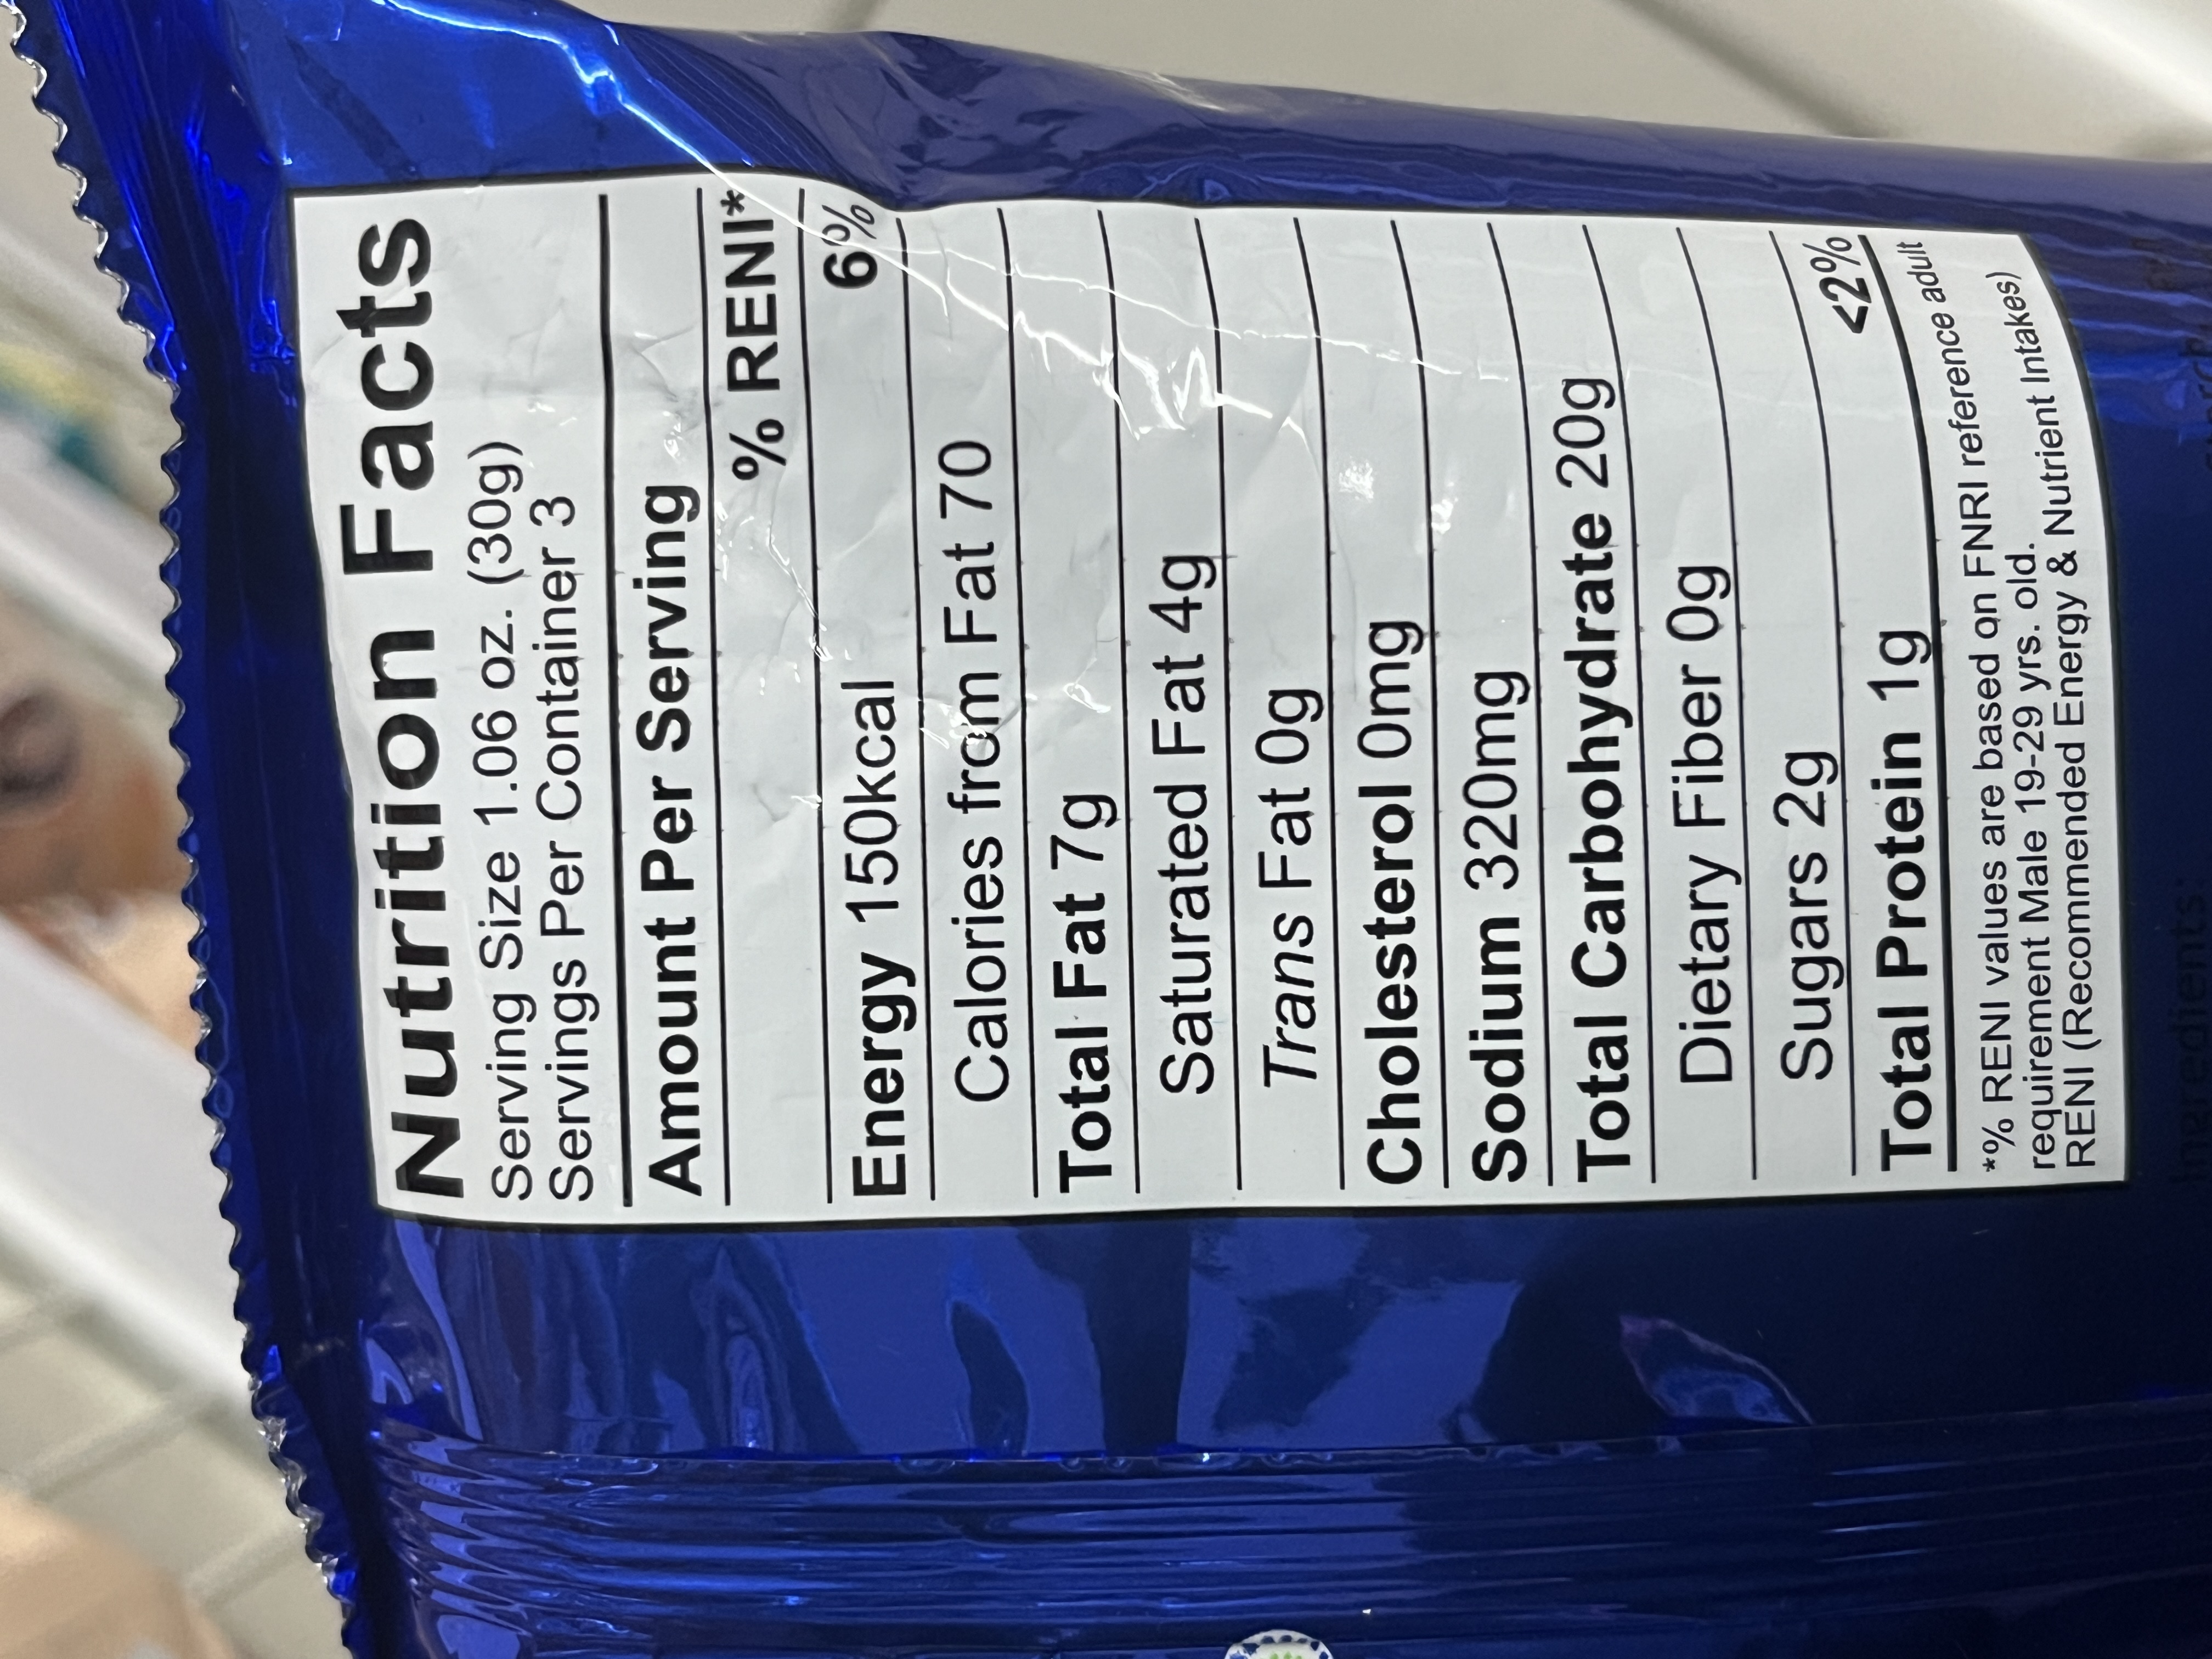 Nutrition Facts
Serving Size 1.06 oz. (30g)
Servings Per Container 3
Amount Per Serving
% RENI*
Energy 150kcal 6%
Calories from Fat 70
Total Fat 7g
Saturated Fat 4g
Trans Fat 0g
Cholesterol 0mg
Sodium 320mg
Total Carbohydrate 20g
Dietary Fiber 0g
Sugars 2g
Total Protein 1g <2%
*% RENI values are based on FNRI reference adult
requirement Male 19-29 yrs. old.
RENI (Recommended Energy & Nutrient Intakes)
Ingredients: